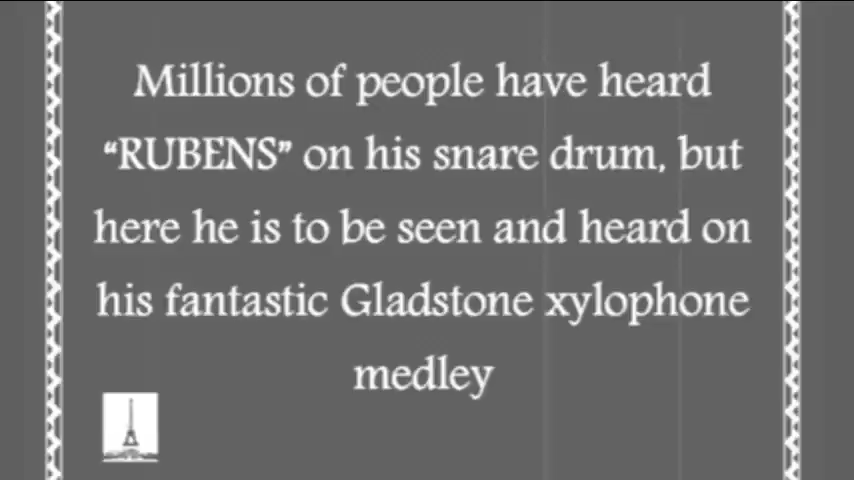 Millions of people have heard
“RUBENS” on his snare drum, but
here he is to be seen and heard on
his fantastic Gladstone xylophone
medley